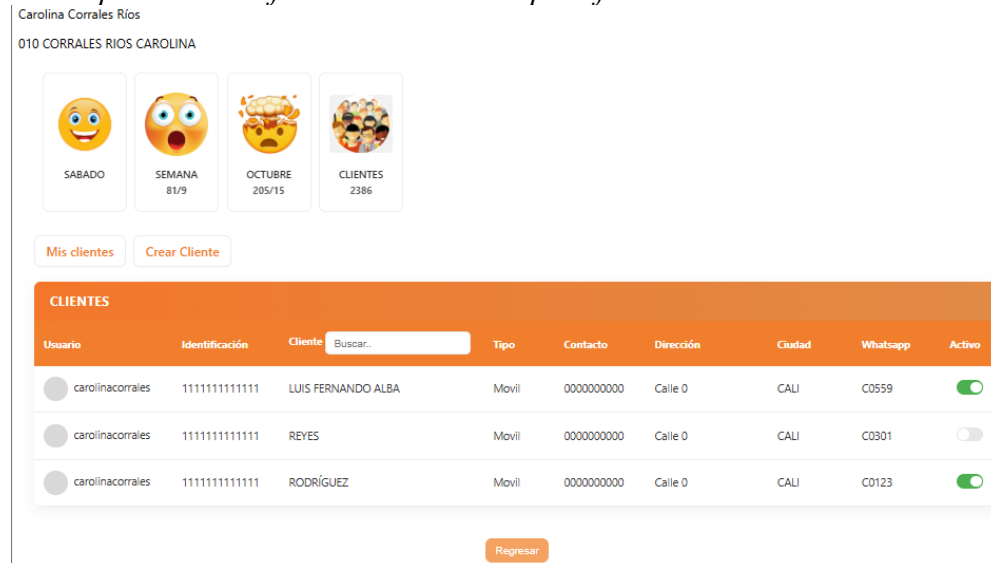 Carolina Corrales Ríos
010 CORRALES RIOS CAROLINA
SABADO SEMANA OCTUBRE CLIENTES
81/9 205/15 2386
Mis clientes Crear Cliente
CLIENTES
Usuario Identificación Cliente Buscar.. Tipo Contacto Dirección Ciudad Whatsapp Activo
carolinacorrales 1111111111111 LUIS FERNANDO ALBA Movil 0000000000 Calle 0 CALI C0559
carolinacorrales 1111111111111 REYES Movil 0000000000 Calle 0 CALI C0301
carolinacorrales 1111111111111 RODRÍGUEZ Movil 0000000000 Calle 0 CALI C0123
Regresar